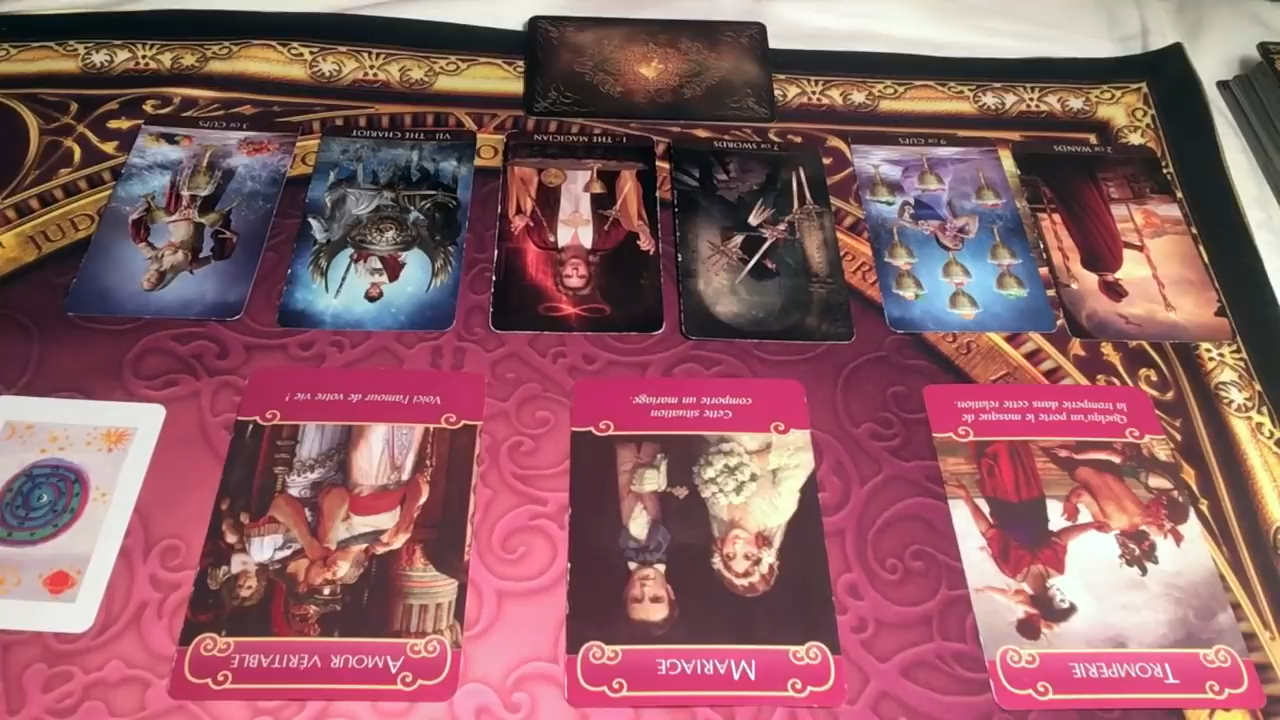 3 OF CUPS
VII - THE CHARIOT
I - THE MAGICIAN
7 OF SWORDS
9 OF CUPS
2 OF WANDS
Voici l'amour de votre vie !
AMOUR VÉRITABLE
Cette situation
comporte un mariage.
MARIAGE
Quelqu'un porte le masque de
la tromperie dans cette relation.
TROMPERIE